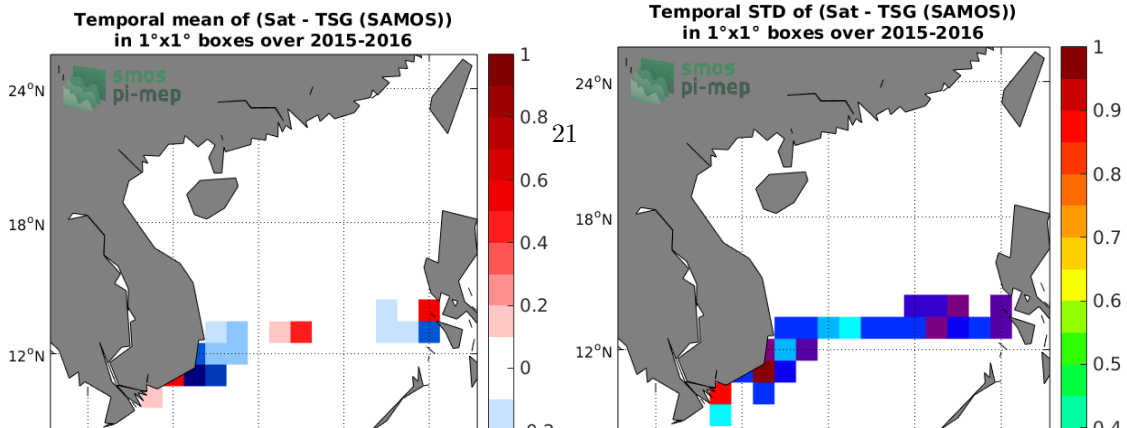 Temporal mean of (Sat - TSG (SAMOS))
in 1°x1° boxes over 2015-2016
smos
pi-mep
24°N
18°N
12°N
1
0.8
0.6
0.4
0.2
0
-0.2
21
Temporal STD of (Sat - TSG (SAMOS))
in 1°x1° boxes over 2015-2016
smos
pi-mep
24°N
18°N
12°N
1
0.9
0.8
0.7
0.6
0.5
0.4